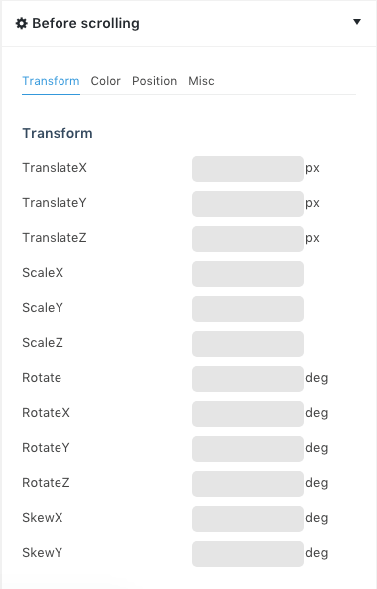 Before scrolling
Transform Color Position Misc
Transform
TranslateX px
TranslateY px
TranslateZ px
ScaleX
ScaleY
ScaleZ
Rotate deg
RotateX deg
RotateY deg
RotateZ deg
SkewX deg
SkewY deg